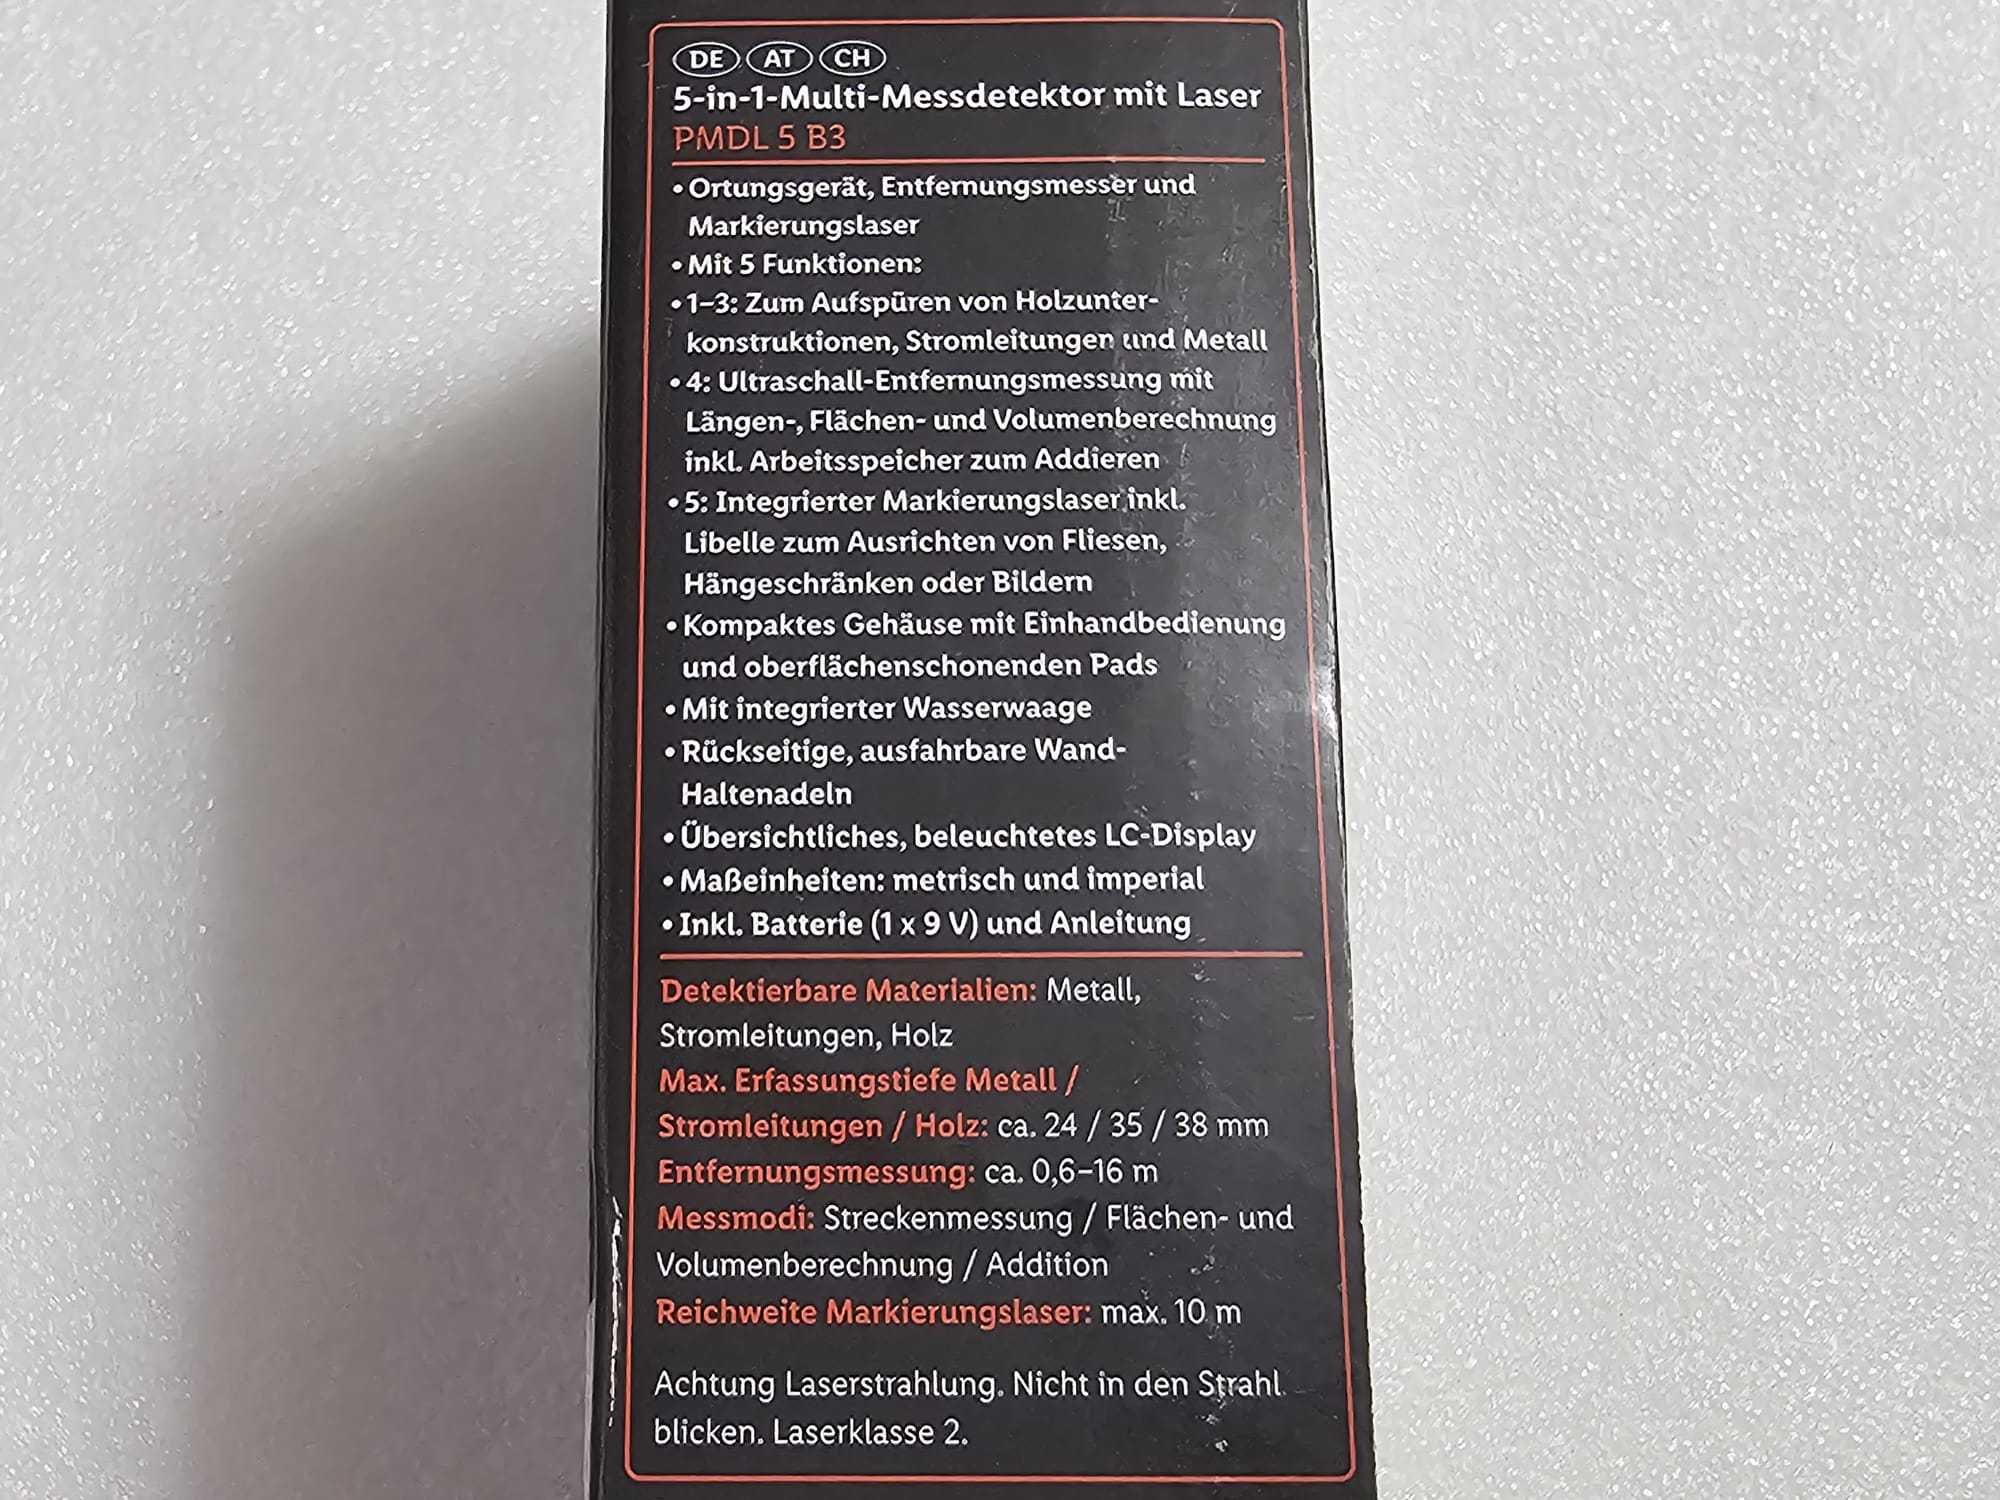 DE AT CH
5-in-1-Multi-Messdetektor mit Laser
PMDL 5 B3
• Ortungsgerät, Entfernungsmesser und
Markierungslaser
• Mit 5 Funktionen:
• 1–3: Zum Aufspüren von Holzunter-
konstruktionen, Stromleitungen und Metall
• 4: Ultraschall-Entfernungsmessung mit
Längen-, Flächen- und Volumenberechnung
inkl. Arbeitsspeicher zum Addieren
• 5: Integrierter Markierungslaser inkl.
Libelle zum Ausrichten von Fliesen,
Hängeschränken oder Bildern
• Kompaktes Gehäuse mit Einhandbedienung
und oberflächenschonenden Pads
• Mit integrierter Wasserwaage
• Rückseitige, ausfahrbare Wand-
Haltenadeln
• Übersichtliches, beleuchtetes LC-Display
• Maßeinheiten: metrisch und imperial
• Inkl. Batterie (1 x 9 V) und Anleitung
Detektierbare Materialien: Metall,
Stromleitungen, Holz
Max. Erfassungstiefe Metall /
Stromleitungen / Holz: ca. 24 / 35 / 38 mm
Entfernungsmessung: ca. 0,6–16 m
Messmodi: Streckenmessung / Flächen- und
Volumenberechnung / Addition
Reichweite Markierungslaser: max. 10 m
Achtung Laserstrahlung. Nicht in den Strahl
blicken. Laserklasse 2.